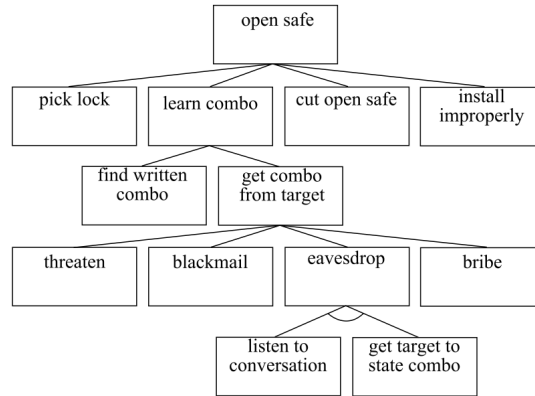 open safe
pick lock
learn combo
cut open safe
install
improperly
find written
combo
get combo
from target
threaten
blackmail
eavesdrop
bribe
listen to
conversation
get target to
state combo